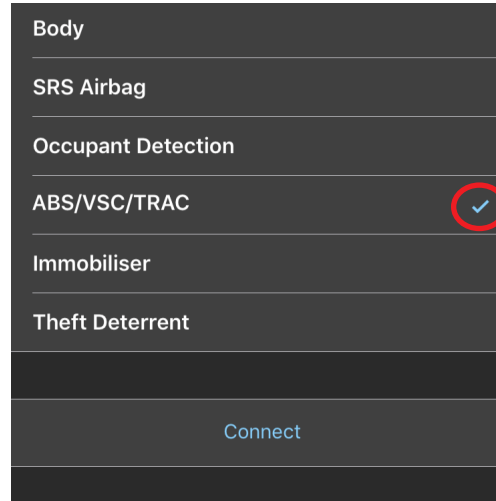 Body
SRS Airbag
Occupant Detection
ABS/VSC/TRAC
Immobiliser
Theft Deterrent
Connect